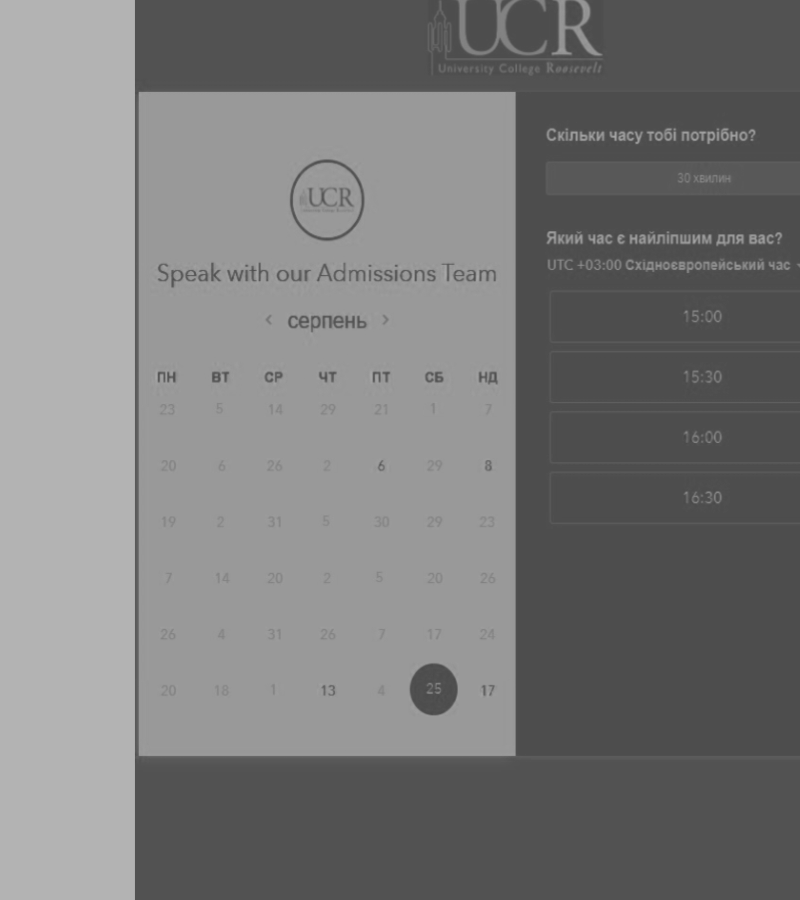 UCR
University College Roosevelt
UCR
Speak with our Admissions Team
< серпень >
ПН ВТ СР ЧТ ПТ СБ НД
23 5 14 29 21 1 7
20 6 26 2 6 29 8
19 2 31 5 30 29 23
7 14 20 2 5 20 26
26 4 31 26 7 17 24
20 18 1 13 4 25 17
Скільки часу тобі потрібно?
30 хвилин
Який час є найліпшим для вас?
UTC +03:00 Східноєвропейський час
15:00
15:30
16:00
16:30